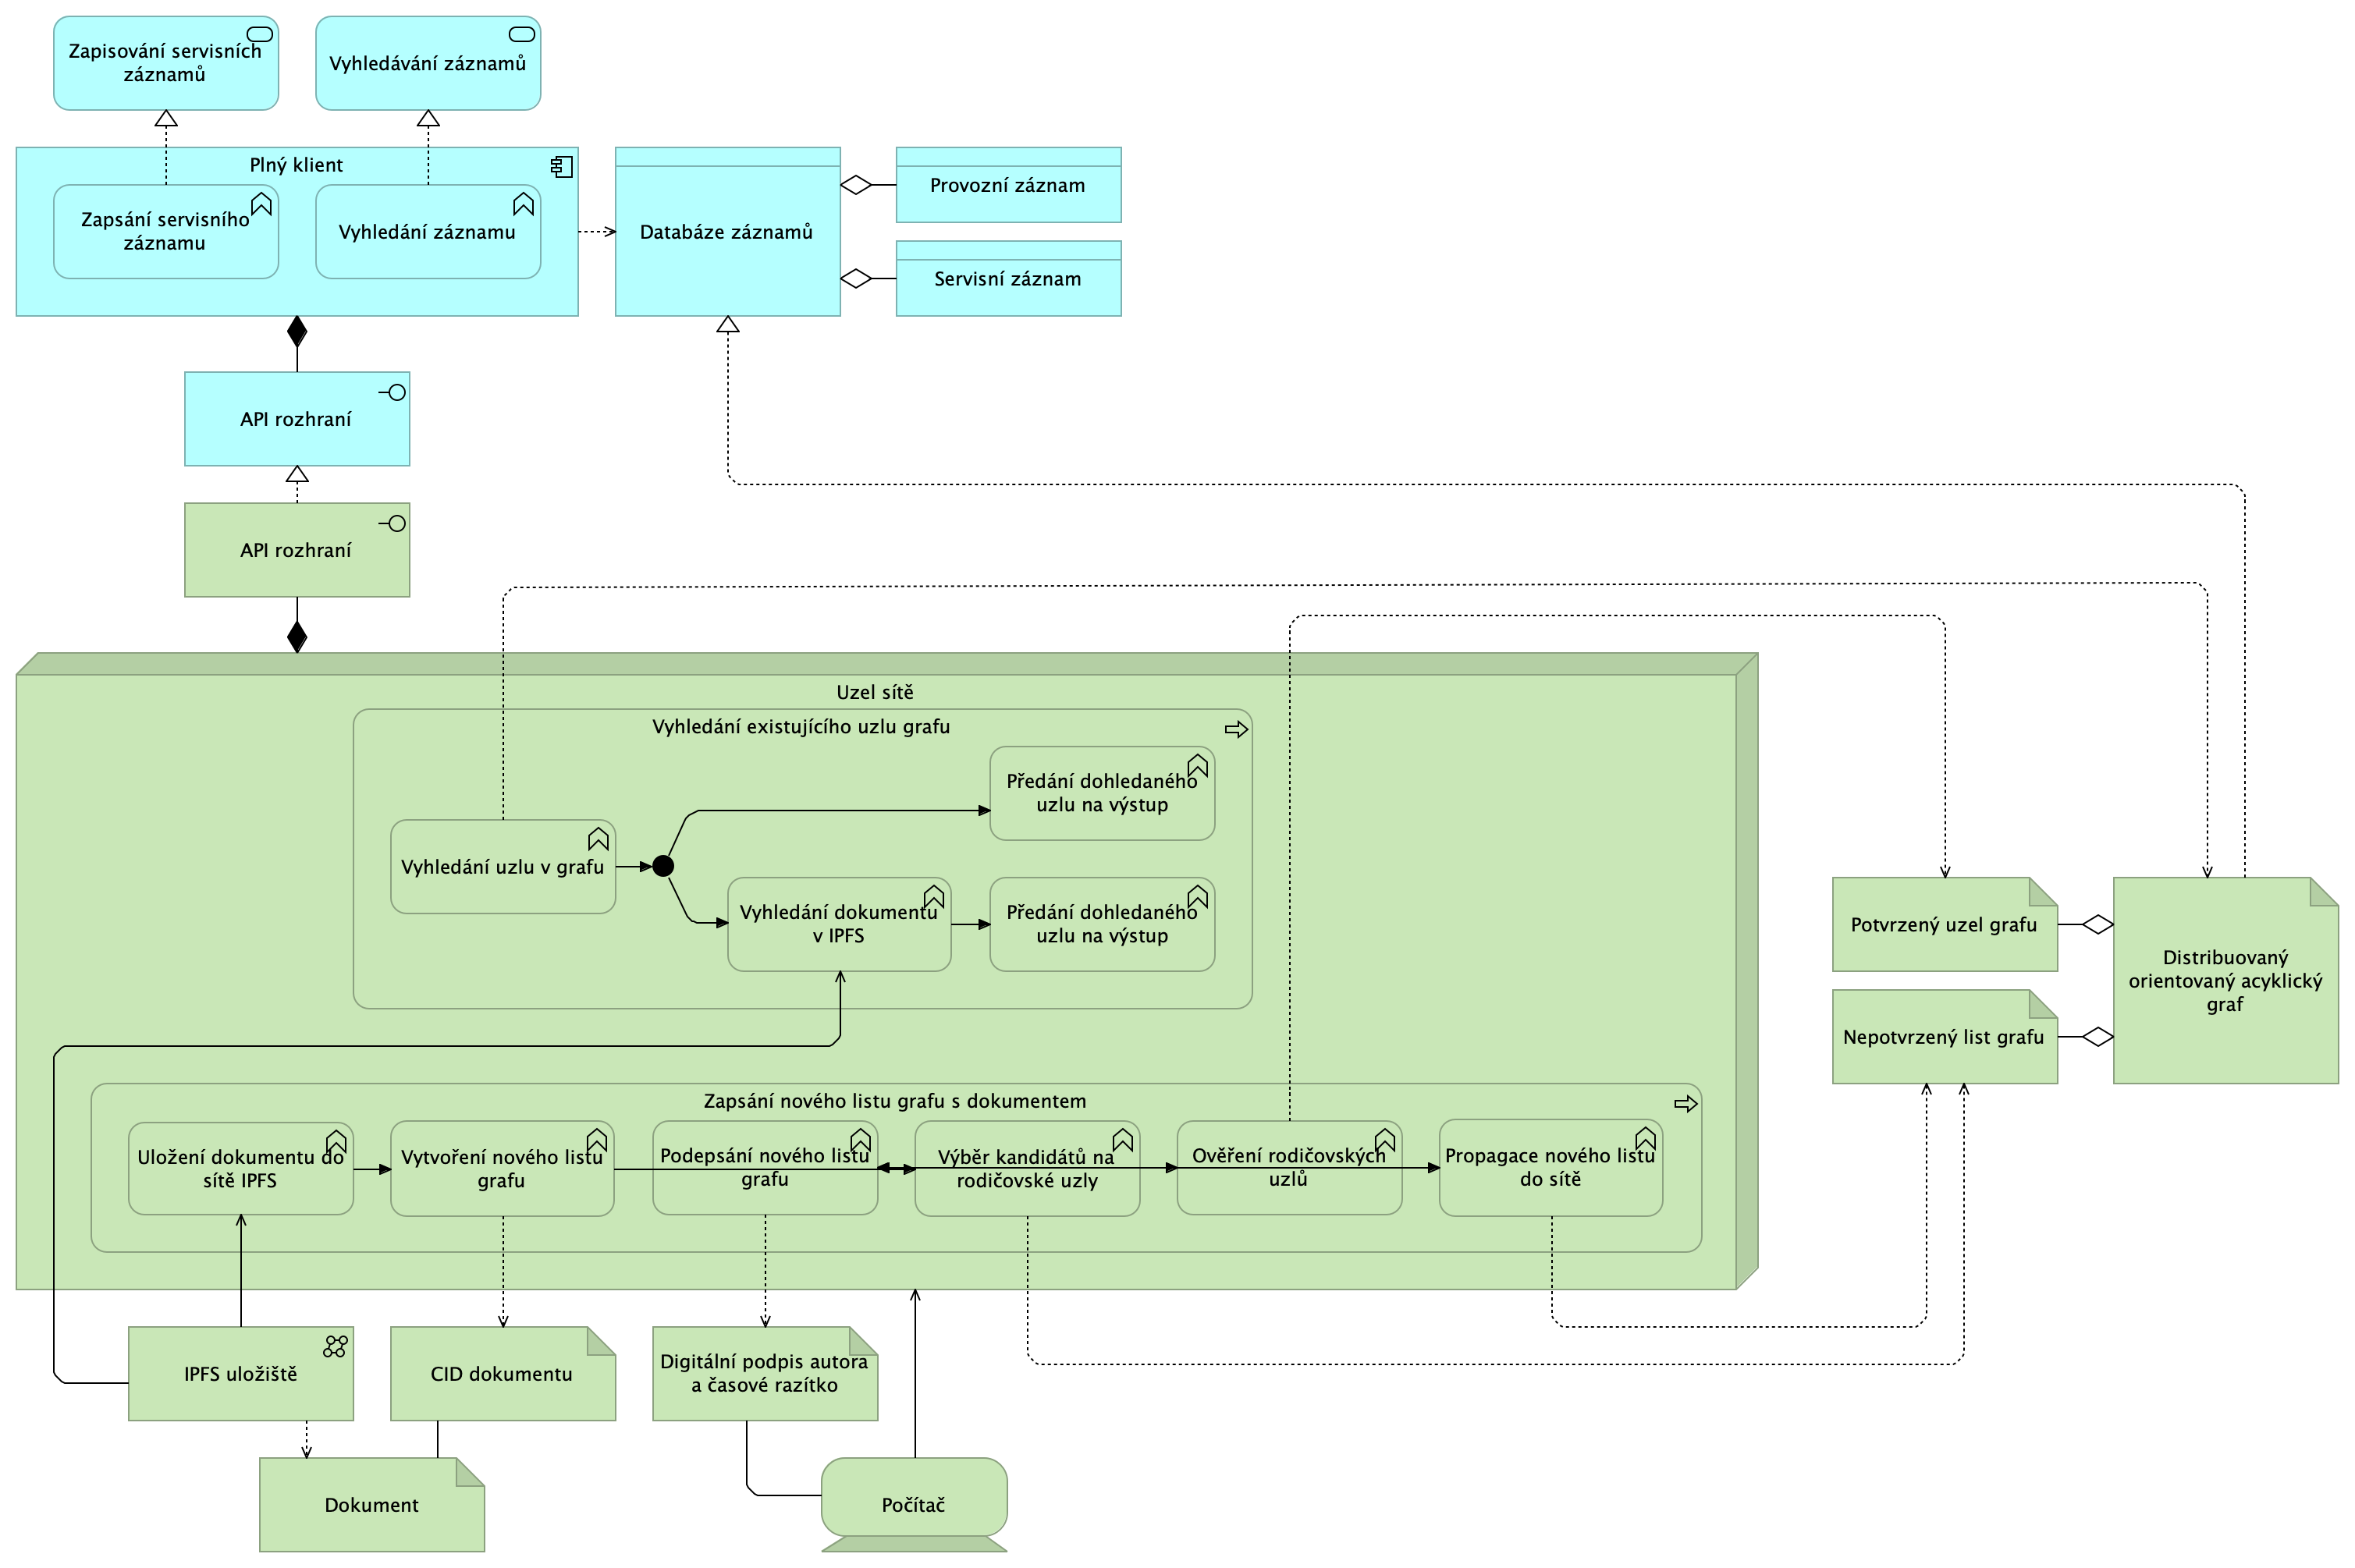 Zapisování servisních
záznamů
Vyhledávání záznamů
Plný klient
Zapsání servisního
záznamu
Vyhledání záznamu
Databáze záznamů
Provozní záznam
Servisní záznam
API rozhraní
API rozhraní
Uzel sítě
Vyhledání existujícího uzlu grafu
Předání dohledaného
uzlu na výstup
Vyhledání uzlu v grafu
Vyhledání dokumentu
v IPFS
Předání dohledaného
uzlu na výstup
Potvrzený uzel grafu
Nepotvrzený list grafu
Distribuovaný
orientovaný acyklický
graf
Zapsání nového listu grafu s dokumentem
Uložení dokumentu do
sítě IPFS
Vytvoření nového listu
grafu
Podepsání nového listu
grafu
Výběr kandidátů na
rodičovské uzly
Ověření rodičovských
uzlů
Propagace nového listu
do sítě
IPFS uložiště
CID dokumentu
Digitální podpis autora
a časové razítko
Dokument
Počítač